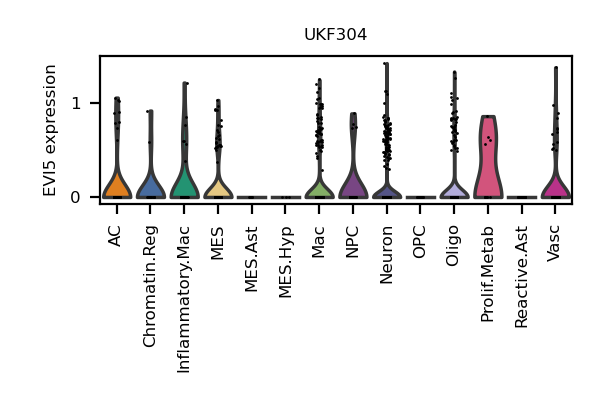 UKF304
EVI5 expression
1
0
AC
Chromatin.Reg
Inflammatory.Mac
MES
MES.Ast
MES.Hyp
Mac
NPC
Neuron
OPC
Oligo
Prolif.Metab
Reactive.Ast
Vasc